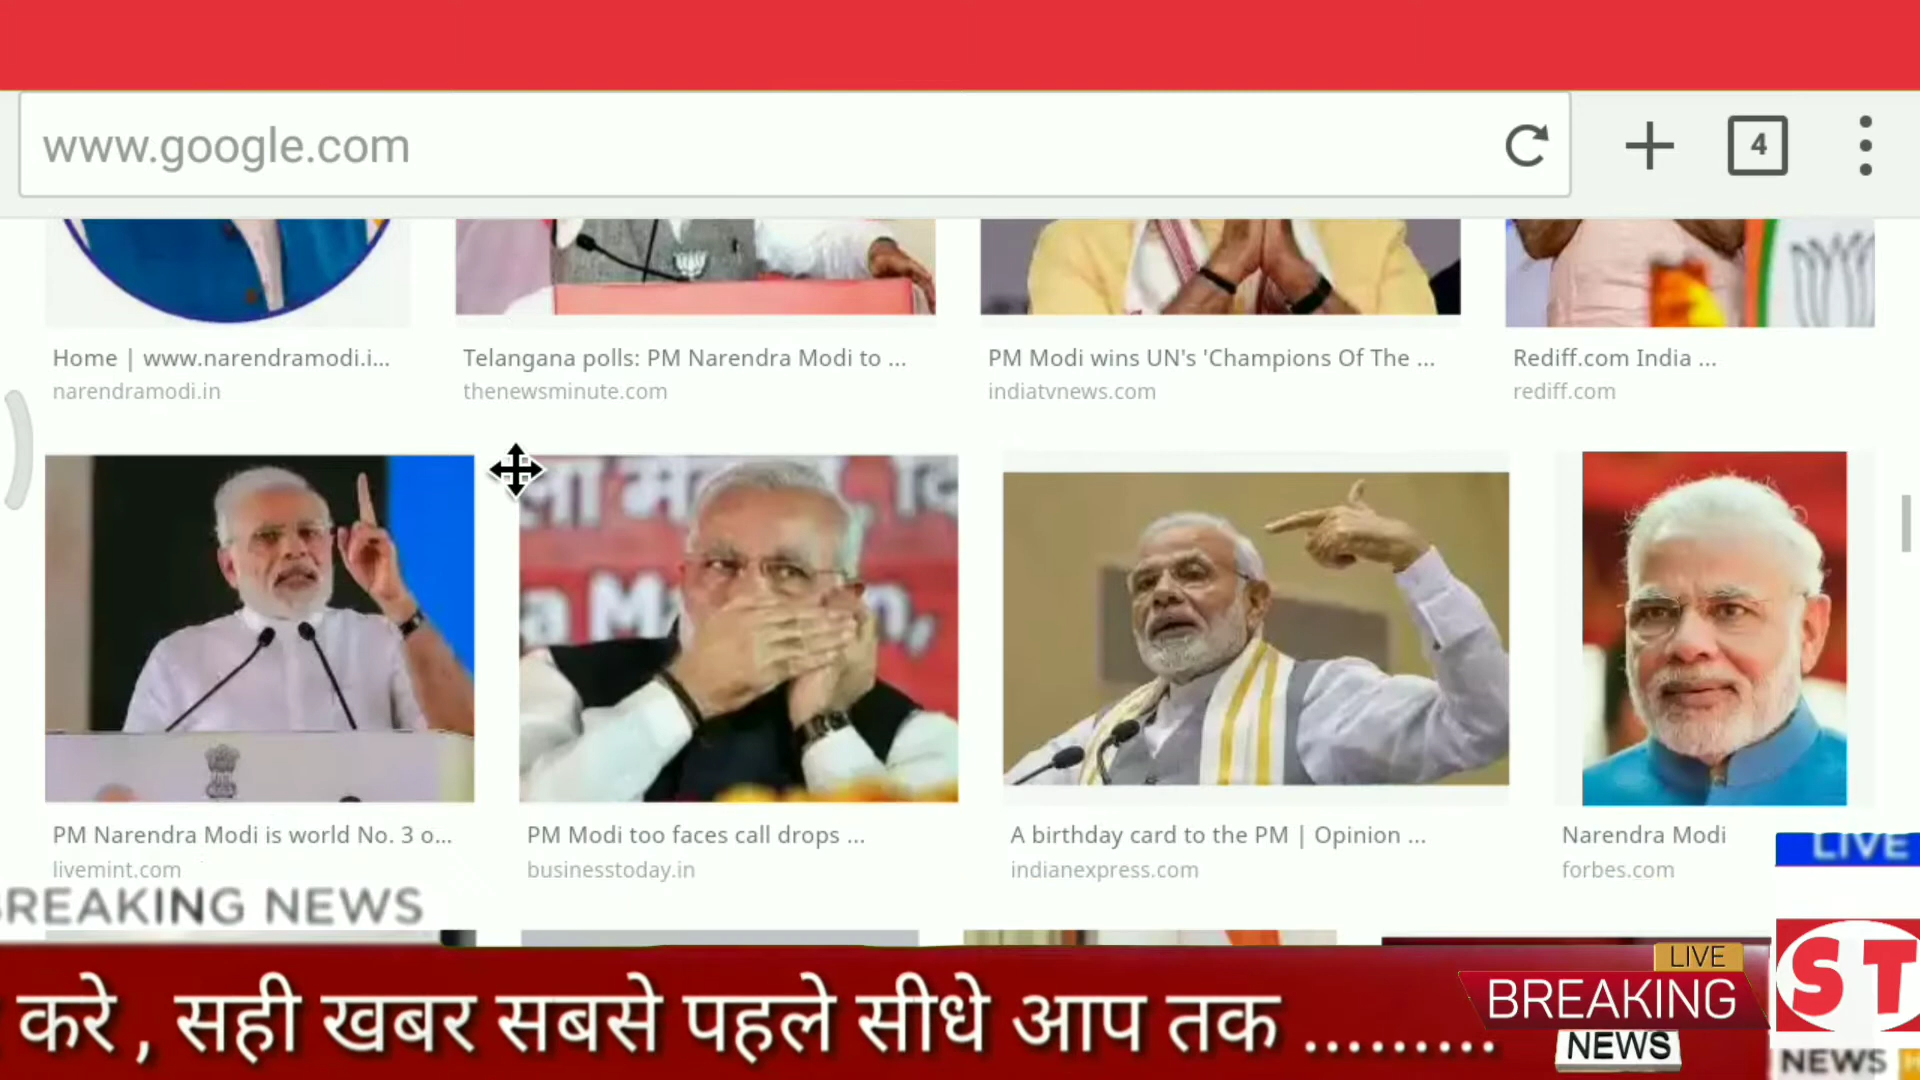 www.google.com
4
Home | www.narendramodi.i...
narendramodi.in
Telangana polls: PM Narendra Modi to ...
thenewsminute.com
PM Modi wins UN's 'Champions Of The ...
indiatvnews.com
Rediff.com India ...
rediff.com
PM Narendra Modi is world No. 3 o...
livemint.com
PM Modi too faces call drops ...
businesstoday.in
A birthday card to the PM | Opinion ...
indianexpress.com
Narendra Modi
forbes.com
LIVE
BREAKING NEWS
करे , सही खबर सबसे पहले सीधे आप तक .........
LIVE
BREAKING
NEWS
ST
NEWS